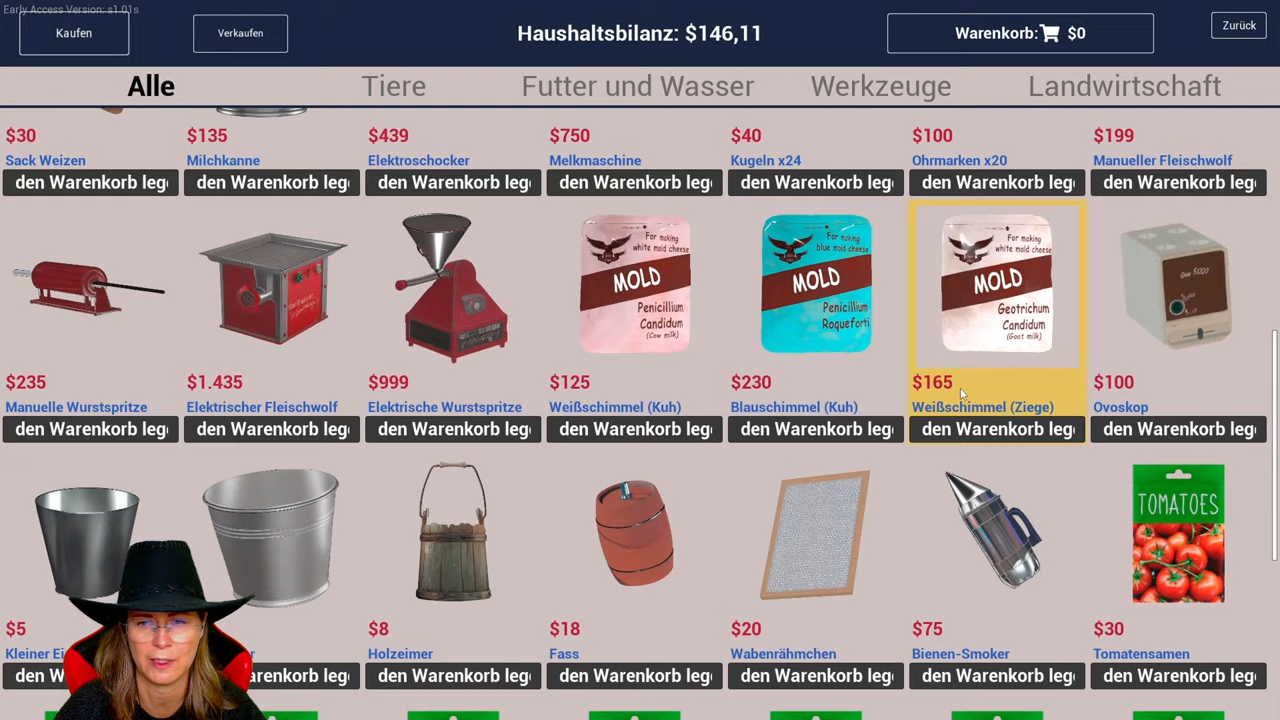 Early Access Version: s1.01s
Kaufen
Verkaufen
Haushaltsbilanz: $146,11
Warenkorb: $0
Zurück
Alle
Tiere
Futter und Wasser
Werkzeuge
Landwirtschaft
$30
$135
$439
$750
$40
$100
$199
Sack Weizen
Milchkanne
Elektroschocker
Melkmaschine
Kugeln x24
Ohrmarken x20
Manueller Fleischwolf
den Warenkorb leg
den Warenkorb leg
den Warenkorb leg
den Warenkorb leg
den Warenkorb leg
den Warenkorb leg
den Warenkorb leg
For making
white mold cheese
MOLD
Penicillium
Candidum
(Cow milk)
For making
blue mold cheese
MOLD
Penicillium
Roqueforti
For making
white mold cheese
MOLD
Geotrichum
Candidum
(Goat milk)
$235
$1.435
$999
$125
$230
$165
$100
Manuelle Wurstspritze
Elektrischer Fleischwolf
Elektrische Wurstspritze
Weißschimmel (Kuh)
Blauschimmel (Kuh)
Weißschimmel (Ziege)
Ovoskop
den Warenkorb leg
den Warenkorb leg
den Warenkorb leg
den Warenkorb leg
den Warenkorb leg
den Warenkorb leg
den Warenkorb leg
TOMATOES
$5
$8
$18
$20
$75
$30
Kleiner Ei
r
Holzeimer
Fass
Wabenrähmchen
Bienen-Smoker
Tomatensamen
den
arenkorb leg
den Warenkorb leg
den Warenkorb leg
den Warenkorb leg
den Warenkorb leg
den Warenkorb leg